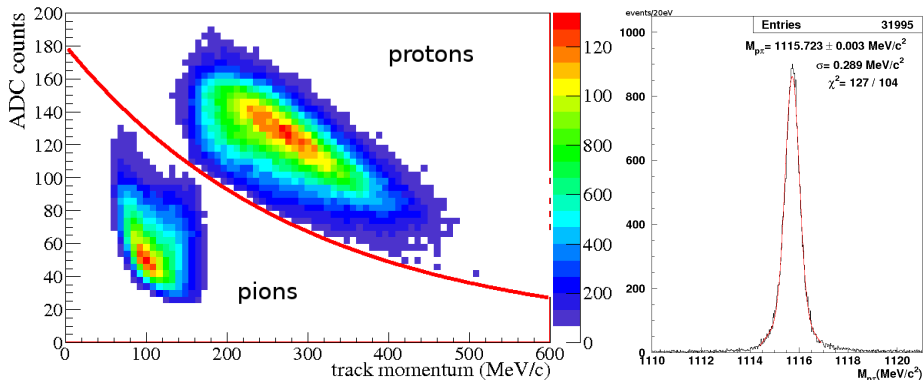 ADC counts
200
180
160
140
120
100
80
60
40
20
0
protons
pions
0 100 200 300 400 500 600
track momentum (MeV/c)
120
1000
800
600
400
200
0
events/20eV
Entries 31995
M_pπ = 1115.723 ± 0.003 MeV/c²
σ= 0.289 MeV/c²
χ²= 127 / 104
1000
800
600
400
200
0
1110 1112 1114 1116 1118 1120
M_pπ(MeV/c²)